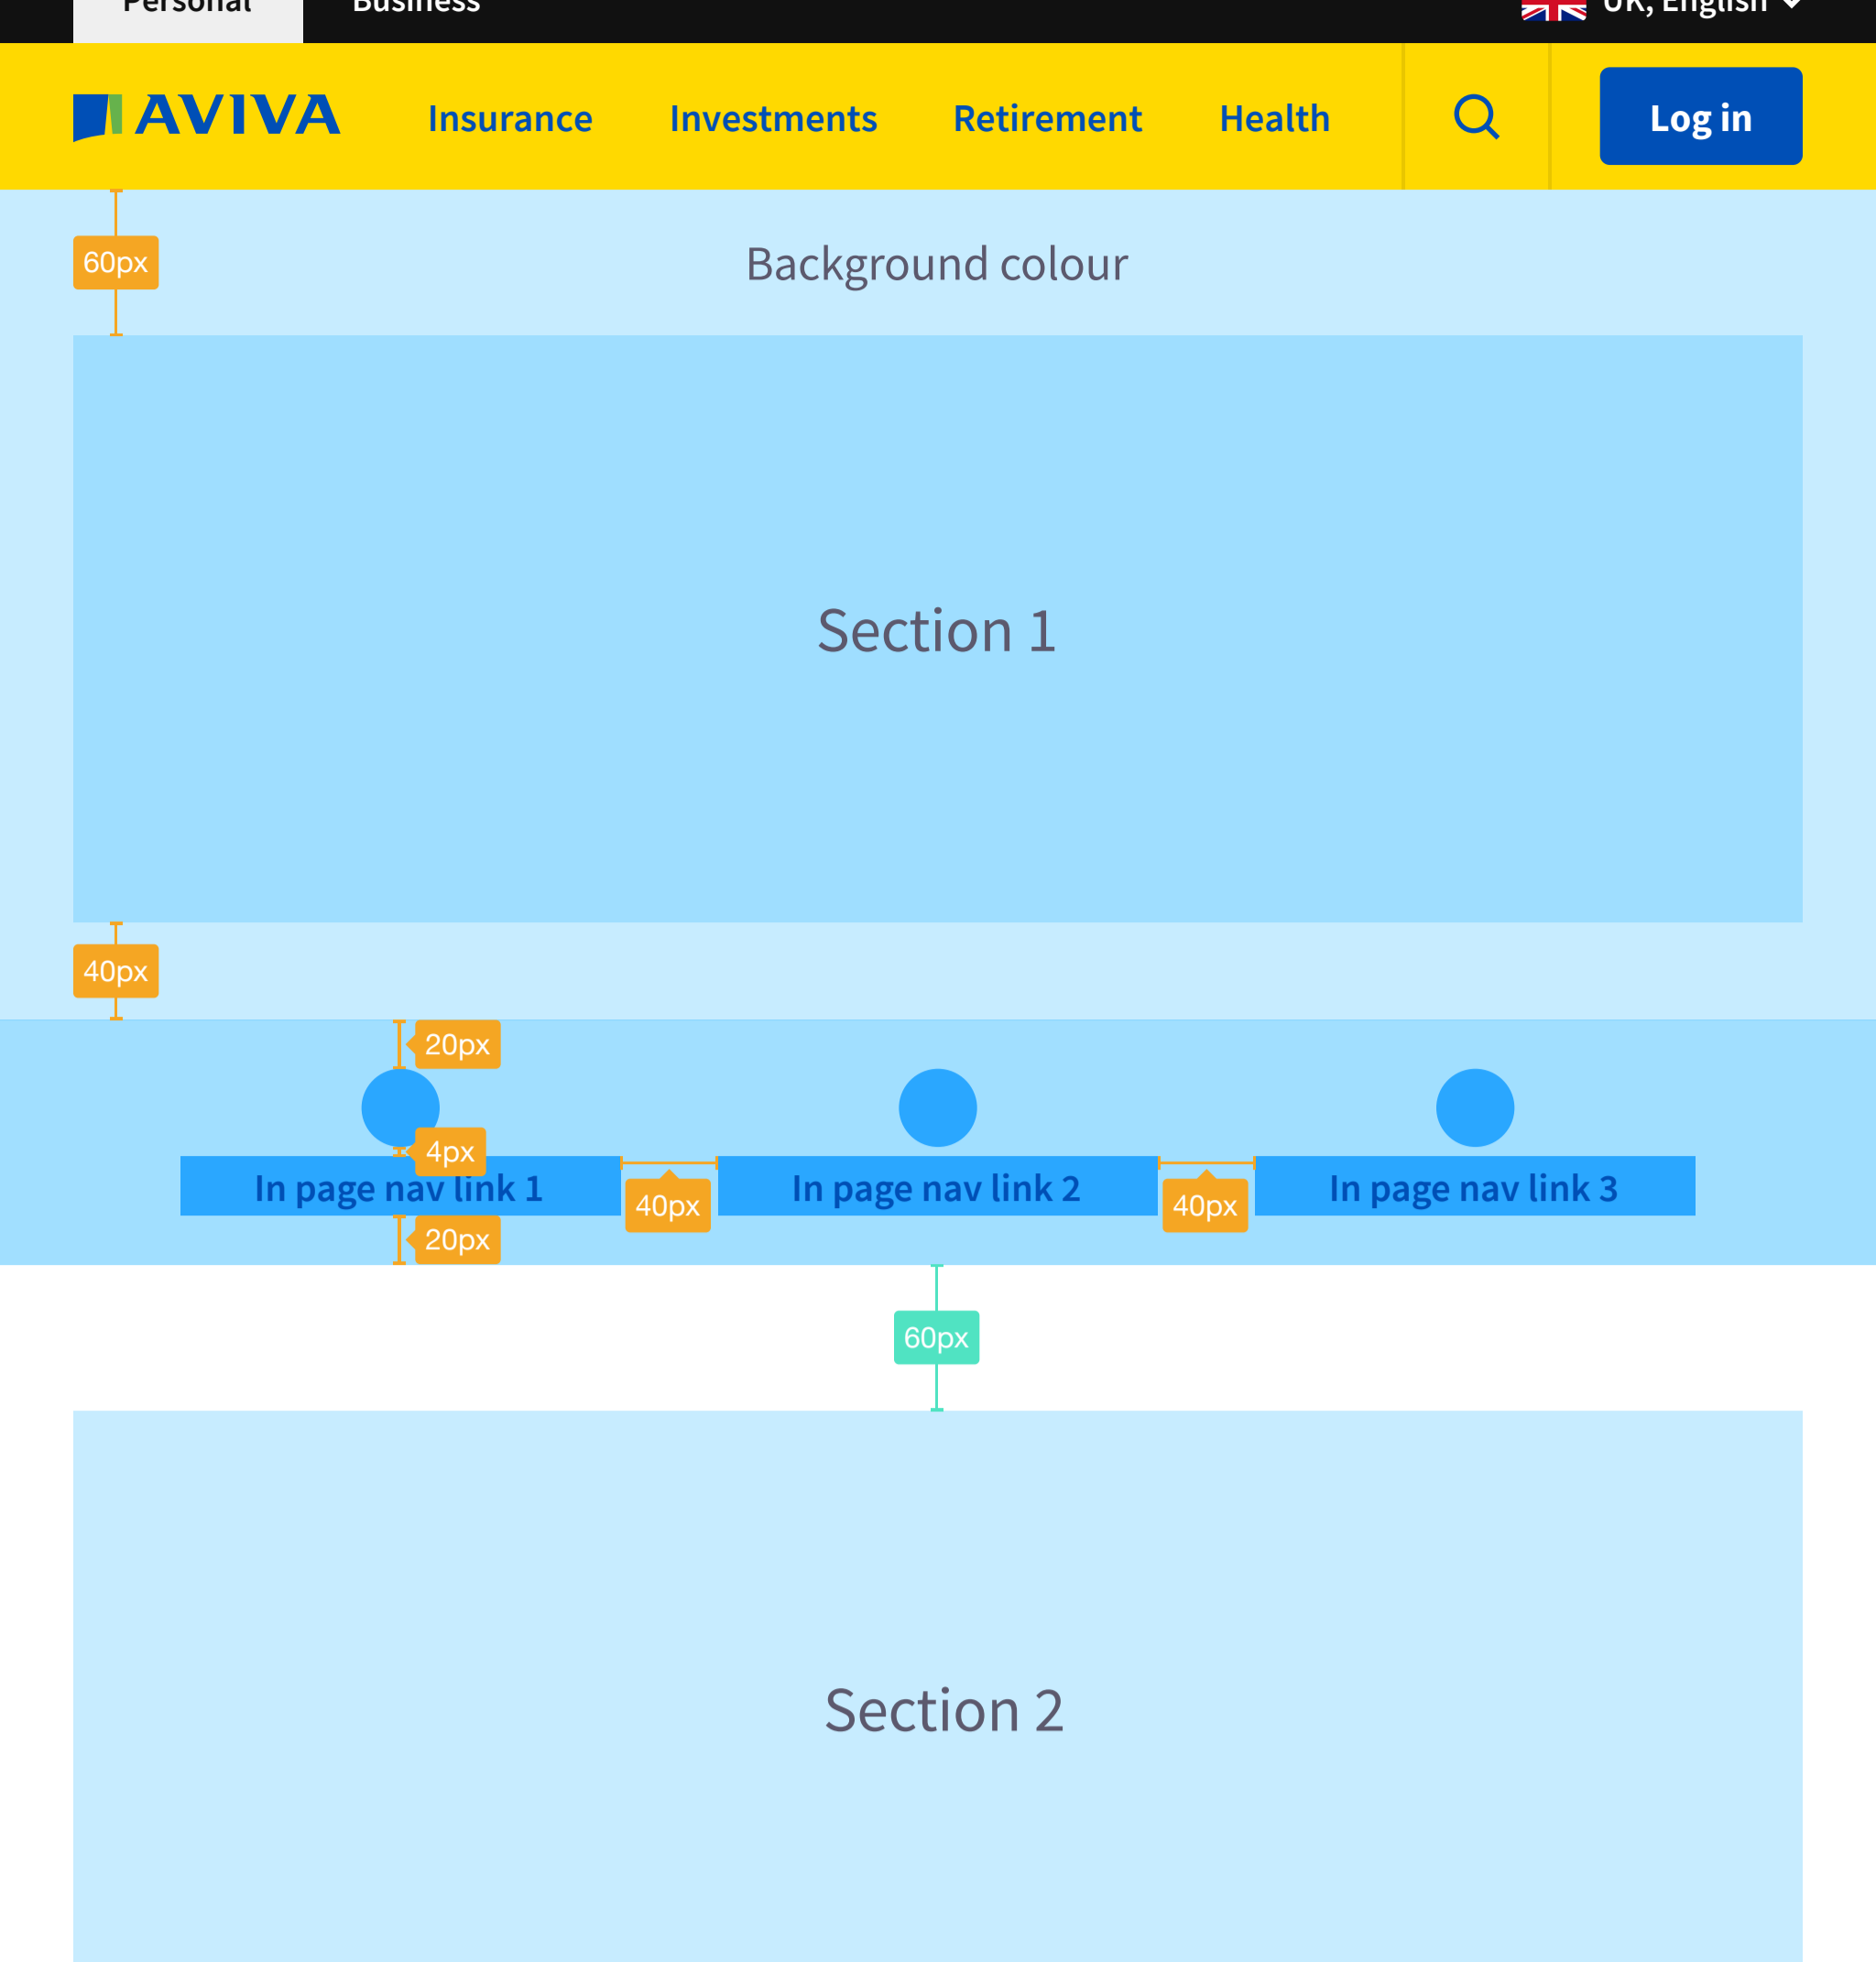 Personal Business UK, English
AVIVA Insurance Investments Retirement Health Log in
60px Background colour
Section 1
40px
20px
4px
In page nav link 1 In page nav link 2 In page nav link 3
40px 40px
20px
60px
Section 2